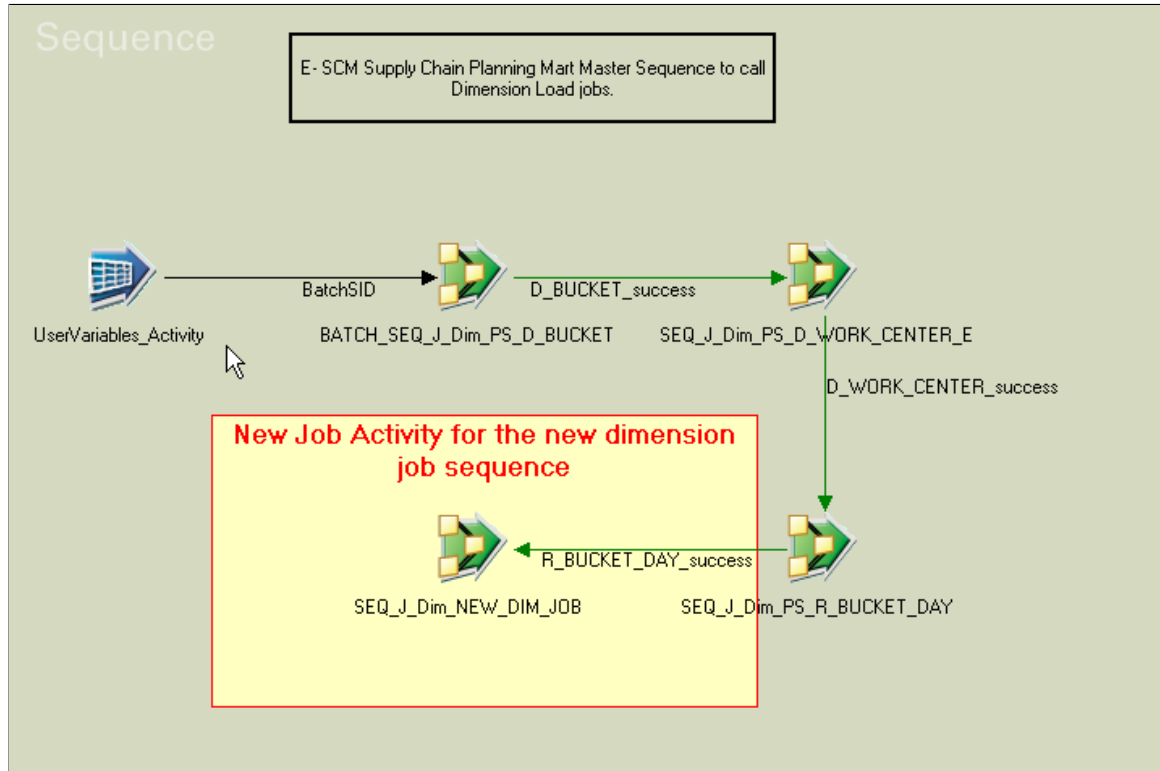 Sequence
E- SCM Supply Chain Planning Mart Master Sequence to call
Dimension Load jobs.
BatchSID
D_BUCKET_success
UserVariables_Activity
BATCH_SEQ_J_Dim_PS_D_BUCKET
SEQ_J_Dim_PS_D_WORK_CENTER_E
D_WORK_CENTER_success
New Job Activity for the new dimension
job sequence
R_BUCKET_DAY_success
SEQ_J_Dim_NEW_DIM_JOB
SEQ_J_Dim_PS_R_BUCKET_DAY